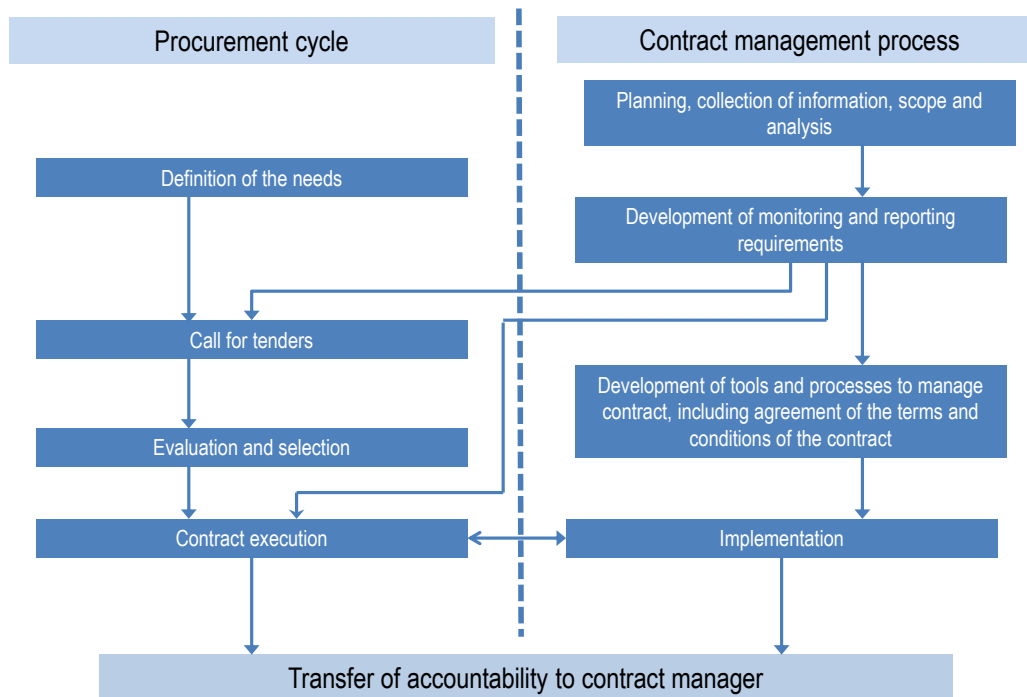 Procurement cycle
Contract management process
Planning, collection of information, scope and
analysis
Definition of the needs
Development of monitoring and reporting
requirements
Call for tenders
Development of tools and processes to manage
contract, including agreement of the terms and
conditions of the contract
Evaluation and selection
Contract execution
Implementation
Transfer of accountability to contract manager